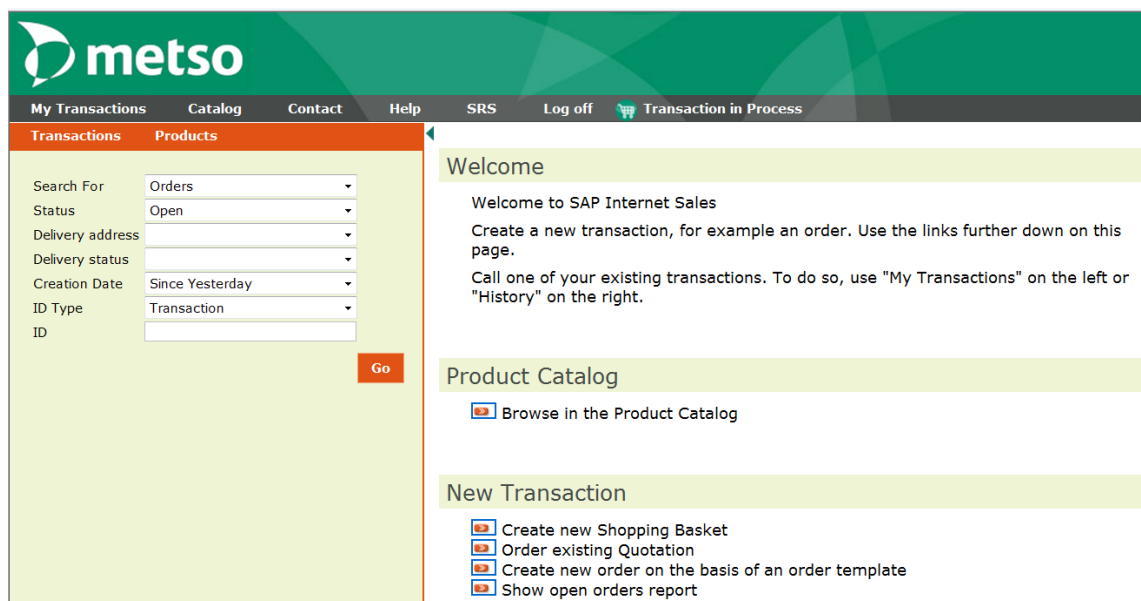 metso
My Transactions Catalog Contact Help SRS Log off Transaction in Process
Transactions Products
Search For Orders
Status Open
Delivery address
Delivery status
Creation Date Since Yesterday
ID Type Transaction
ID
Go
Welcome
Welcome to SAP Internet Sales
Create a new transaction, for example an order. Use the links further down on this
page.
Call one of your existing transactions. To do so, use "My Transactions" on the left or
"History" on the right.
Product Catalog
Browse in the Product Catalog
New Transaction
Create new Shopping Basket
Order existing Quotation
Create new order on the basis of an order template
Show open orders report